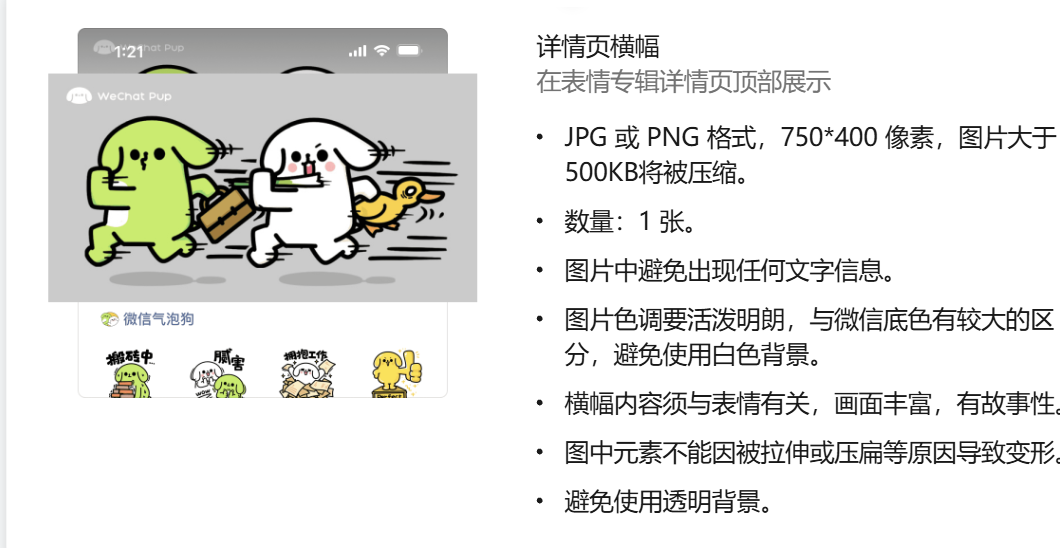 WeChat Pup
1:21
WeChat Pup
微信气泡狗
搬砖中
腻害
拥抱工作
WOW
Perfect
详情页横幅
在表情专辑详情页顶部展示
• JPG 或 PNG 格式，750*400 像素，图片大于
500KB将被压缩。
• 数量：1 张。
• 图片中避免出现任何文字信息。
• 图片色调要活泼明朗，与微信底色有较大的区
分，避免使用白色背景。
• 横幅内容须与表情有关，画面丰富，有故事性。
• 图中元素不能因被拉伸或压扁等原因导致变形。
• 避免使用透明背景。